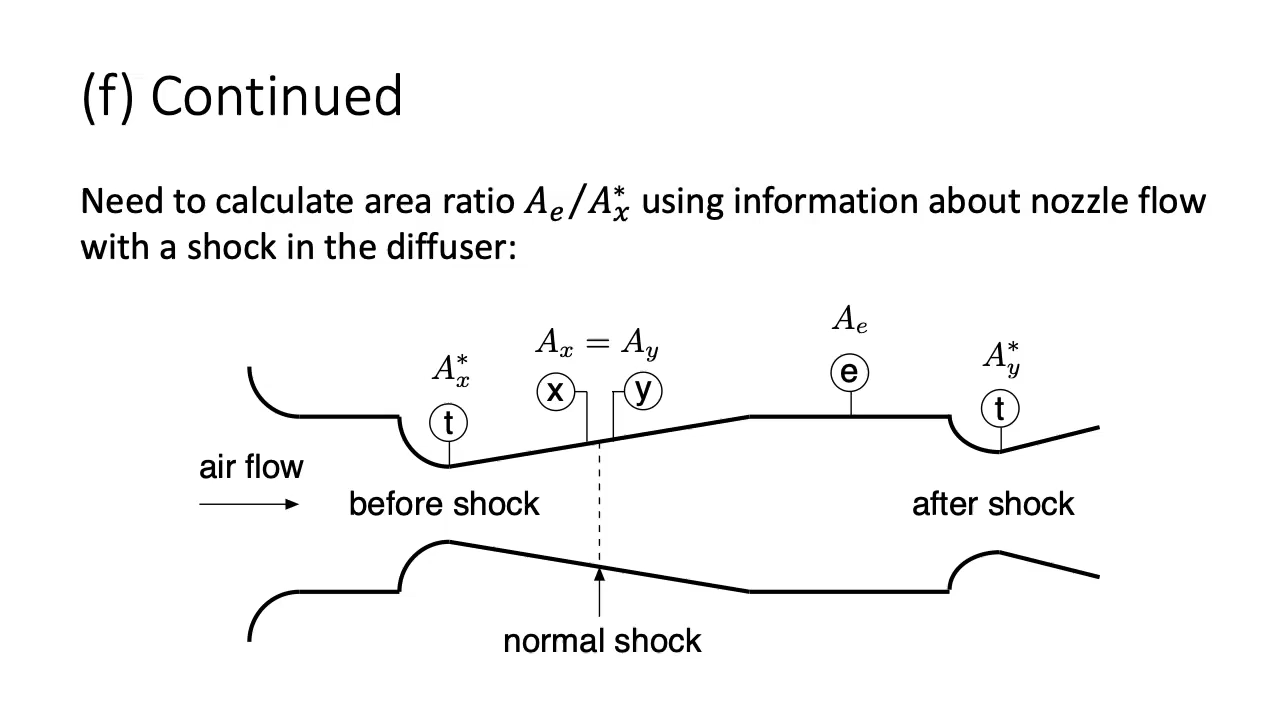 (f) Continued
Need to calculate area ratio $A_e/A_x^*$ using information about nozzle flow
with a shock in the diffuser:
$A_e$
$A_x = A_y$
$A_x^*$
$A_y^*$
x
y
e
t
t
air flow
before shock
after shock
normal shock